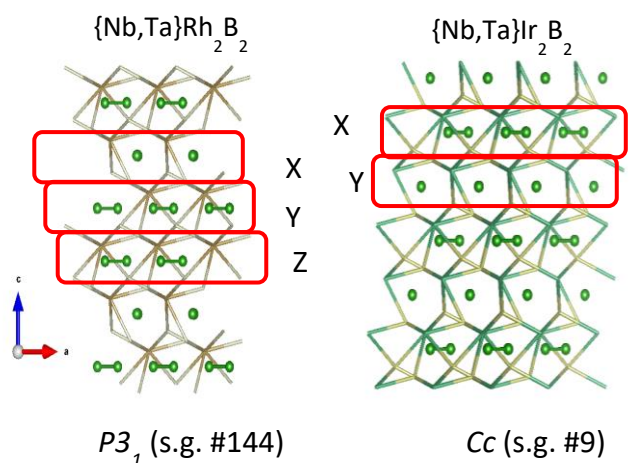 {Nb,Ta}Rh₂B₂
{Nb,Ta}Ir₂B₂
X
Y
Z
X
Y
c
a
P3₁ (s.g. #144)
Cc (s.g. #9)